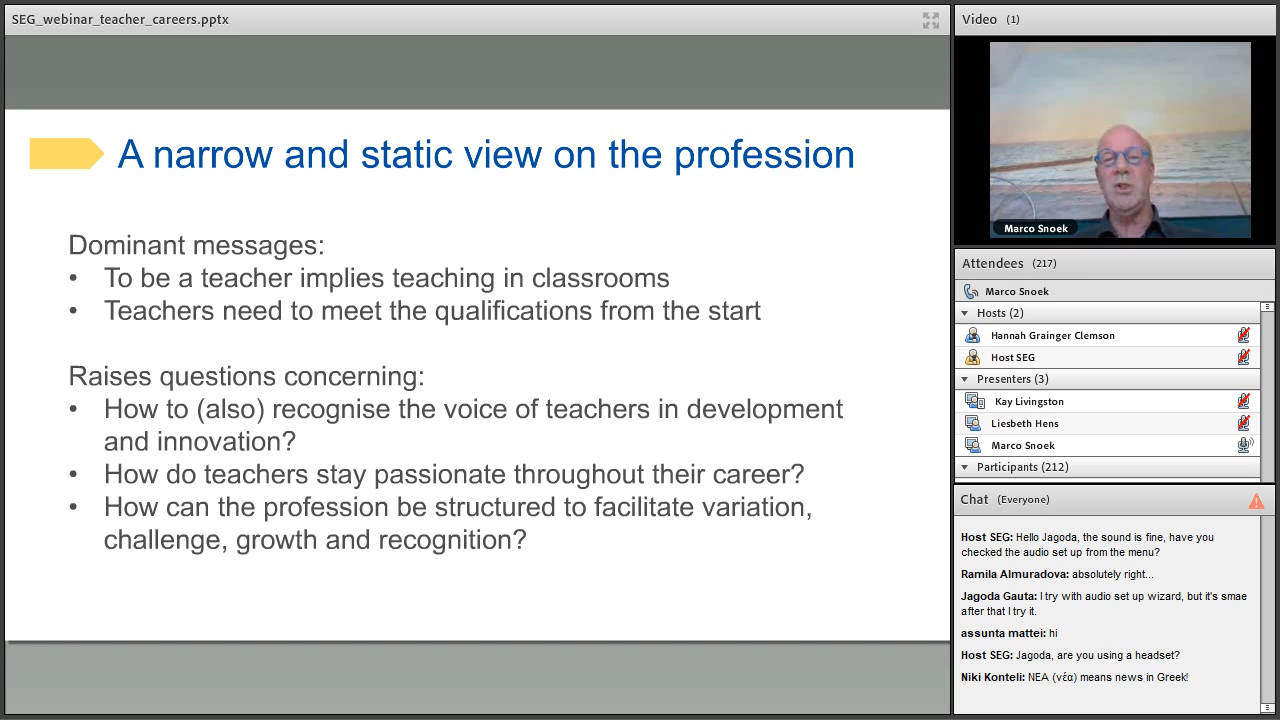 SEG_webinar_teacher_careers.pptx
A narrow and static view on the profession
Dominant messages:
• To be a teacher implies teaching in classrooms
• Teachers need to meet the qualifications from the start
Raises questions concerning:
• How to (also) recognise the voice of teachers in development
and innovation?
• How do teachers stay passionate throughout their career?
• How can the profession be structured to facilitate variation,
challenge, growth and recognition?
Video (1)
Marco Snoek
Attendees (217)
Marco Snoek
Hosts (2)
Hannah Grainger Clemson
Host SEG
Presenters (3)
Kay Livingston
Liesbeth Hens
Marco Snoek
Participants (212)
Chat (Everyone)
Host SEG: Hello Jagoda, the sound is fine, have you
checked the audio set up from the menu?
Ramila Almuradova: absolutely right...
Jagoda Gauta: I try with audio set up wizard, but it's smae
after that I try it.
assunta mattei: hi
Host SEG: Jagoda, are you using a headset?
Niki Konteli: NEA (νέα) means news in Greek!